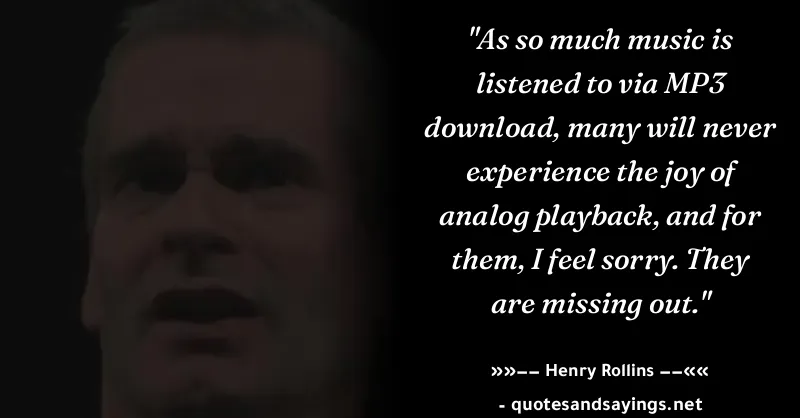 "As so much music is
listened to via MP3
download, many will never
experience the joy of
analog playback, and for
them, I feel sorry. They
are missing out."
»»–– Henry Rollins ––««
- quotesandsayings.net